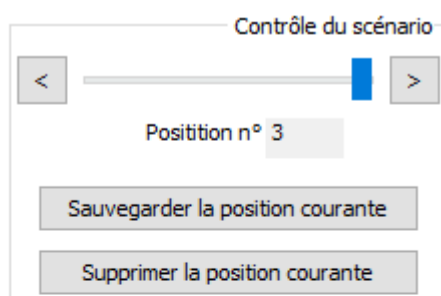 Contrôle du scénario
<
>
Positition n° 3
Sauvegarder la position courante
Supprimer la position courante